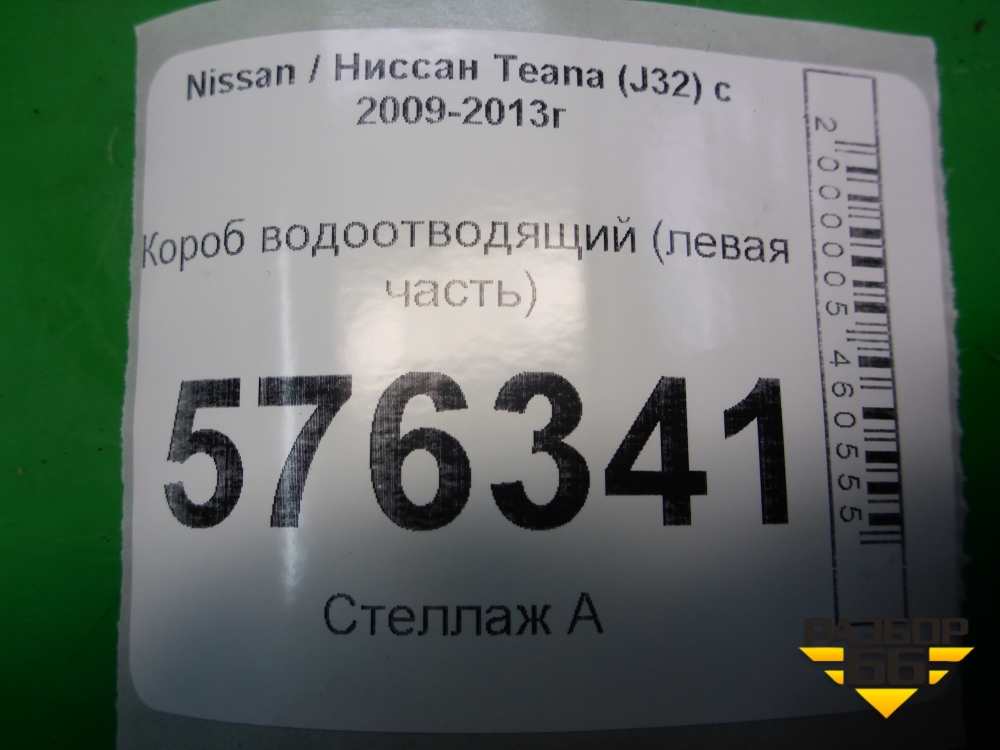 Nissan / Ниссан Teana (J32) с
2009-2013г
Короб водоотводящий (левая
часть)
576341
Стеллаж А
2000005460555
РАЗБОР
66